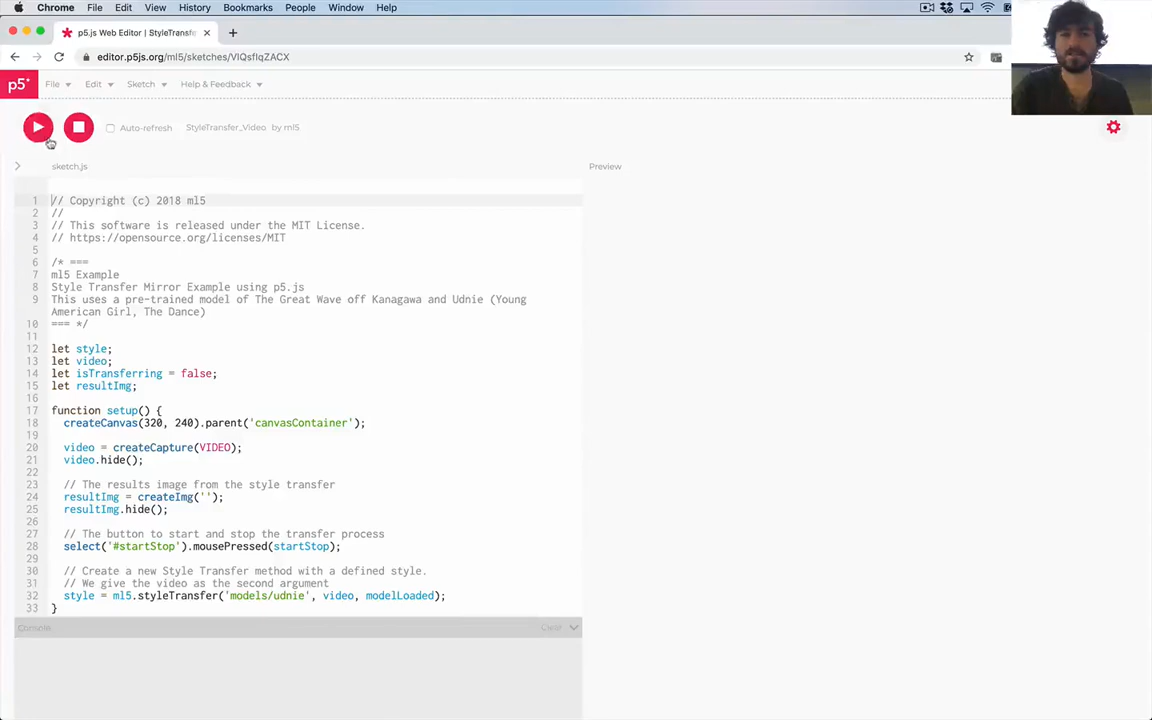 Chrome File Edit View History Bookmarks People Window Help
p5.js Web Editor | StyleTransfe
editor.p5js.org/ml5/sketches/VIQsfIqZACX
p5* File Edit Sketch Help & Feedback
Auto-refresh StyleTransfer_Video by ml5
sketch.js
Preview
1 // Copyright (c) 2018 ml5
2 //
3 // This software is released under the MIT License.
4 // https://opensource.org/licenses/MIT
5
6 /* ===
7 ml5 Example
8 Style Transfer Mirror Example using p5.js
9 This uses a pre-trained model of The Great Wave off Kanagawa and Udnie (Young
American Girl, The Dance)
10 === */
11
12 let style;
13 let video;
14 let isTransferring = false;
15 let resultImg;
16
17 function setup() {
18 createCanvas(320, 240).parent('canvasContainer');
19
20 video = createCapture(VIDEO);
21 video.hide();
22
23 // The results image from the style transfer
24 resultImg = createImg('');
25 resultImg.hide();
26
27 // The button to start and stop the transfer process
28 select('#startStop').mousePressed(startStop);
29
30 // Create a new Style Transfer method with a defined style.
31 // We give the video as the second argument
32 style = ml5.styleTransfer('models/udnie', video, modelLoaded);
33 }
Console Clear